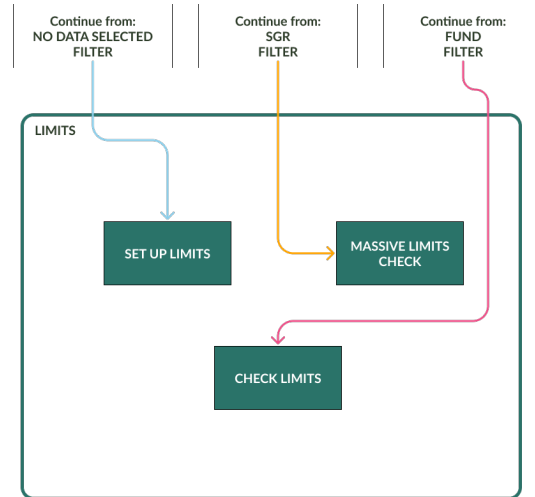 Continue from:
NO DATA SELECTED
FILTER
Continue from:
SGR
FILTER
Continue from:
FUND
FILTER
LIMITS
SET UP LIMITS
MASSIVE LIMITS
CHECK
CHECK LIMITS